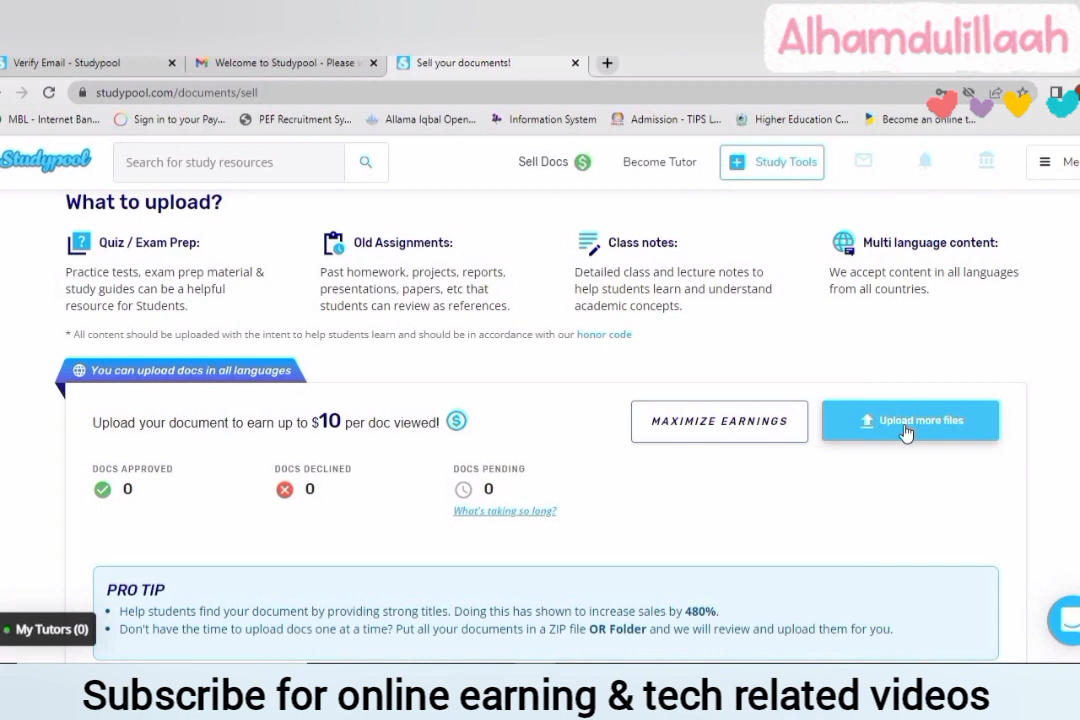 Alhamdulillaah
Verify Email - Studypool
Welcome to Studypool - Please
Sell your documents!
studypool.com/documents/sell
MBL - Internet Ban...
Sign in to your Pay...
PEF Recruitment Sy...
Allama Iqbal Open...
Information System
Admission - TIPS L...
Higher Education C...
Become an online t...
Studypool
Search for study resources
Sell Docs
Become Tutor
Study Tools
Me
What to upload?
Quiz / Exam Prep:
Practice tests, exam prep material &
study guides can be a helpful
resource for Students.
Old Assignments:
Past homework, projects, reports,
presentations, papers, etc that
students can review as references.
Class notes:
Detailed class and lecture notes to
help students learn and understand
academic concepts.
Multi language content:
We accept content in all languages
from all countries.
* All content should be uploaded with the intent to help students learn and should be in accordance with our honor code
You can upload docs in all languages
Upload your document to earn up to $10 per doc viewed!
MAXIMIZE EARNINGS
Upload more files
DOCS APPROVED
0
DOCS DECLINED
0
DOCS PENDING
0
What's taking so long?
PRO TIP
• Help students find your document by providing strong titles. Doing this has shown to increase sales by 480%.
• Don't have the time to upload docs one at a time? Put all your documents in a ZIP file OR Folder and we will review and upload them for you.
My Tutors (0)
Subscribe for online earning & tech related videos